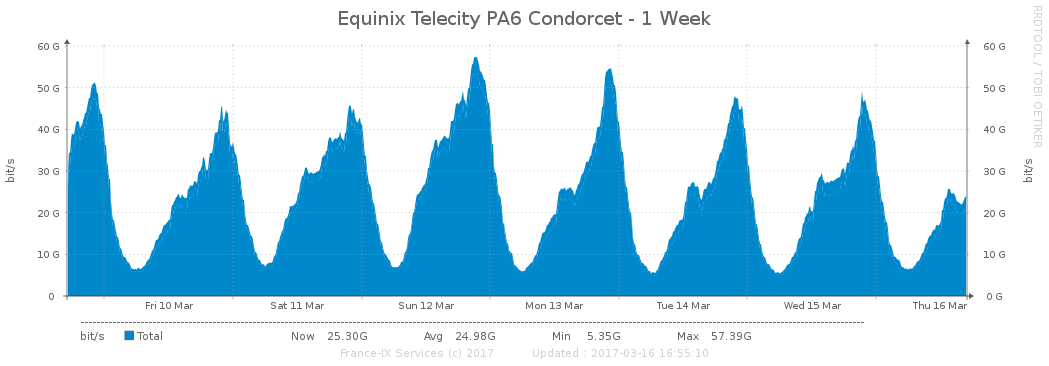 Equinix Telecity PA6 Condorcet - 1 Week
RRDTOOL / TOBI OETIKER
bit/s
60 G 60 G
50 G 50 G
40 G 40 G
30 G 30 G
20 G 20 G
10 G 10 G
0 0 G
bit/s
Fri 10 Mar Sat 11 Mar Sun 12 Mar Mon 13 Mar Tue 14 Mar Wed 15 Mar Thu 16 Mar
bit/s Total Now 25.30G Avg 24.98G Min 5.35G Max 57.39G
France-IX Services (c) 2017 Updated : 2017-03-16 16:55:10